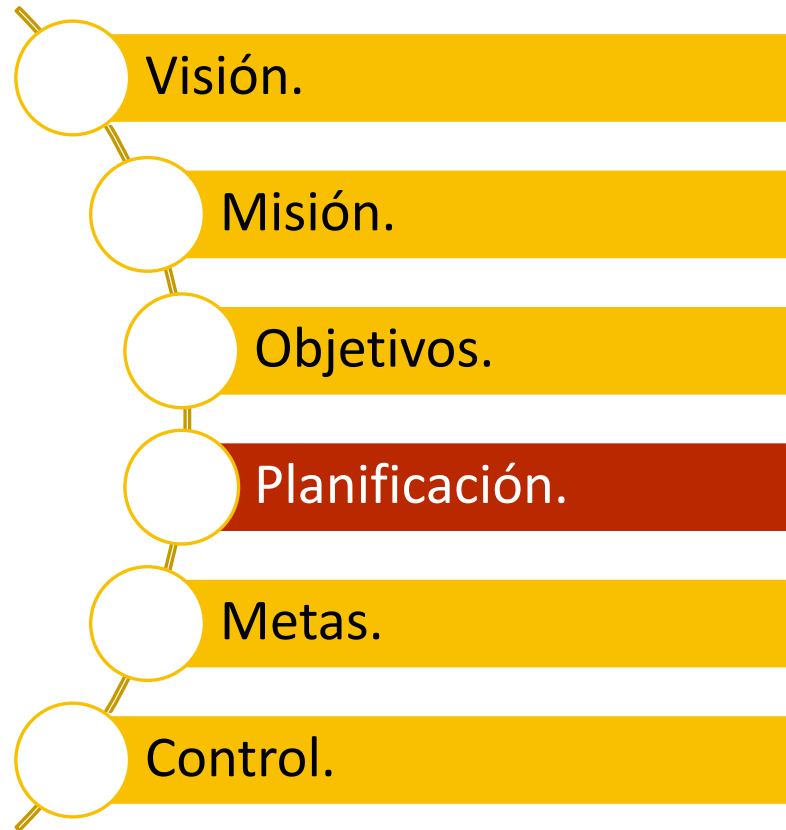 Visión.
Misión.
Objetivos.
Planificación.
Metas.
Control.